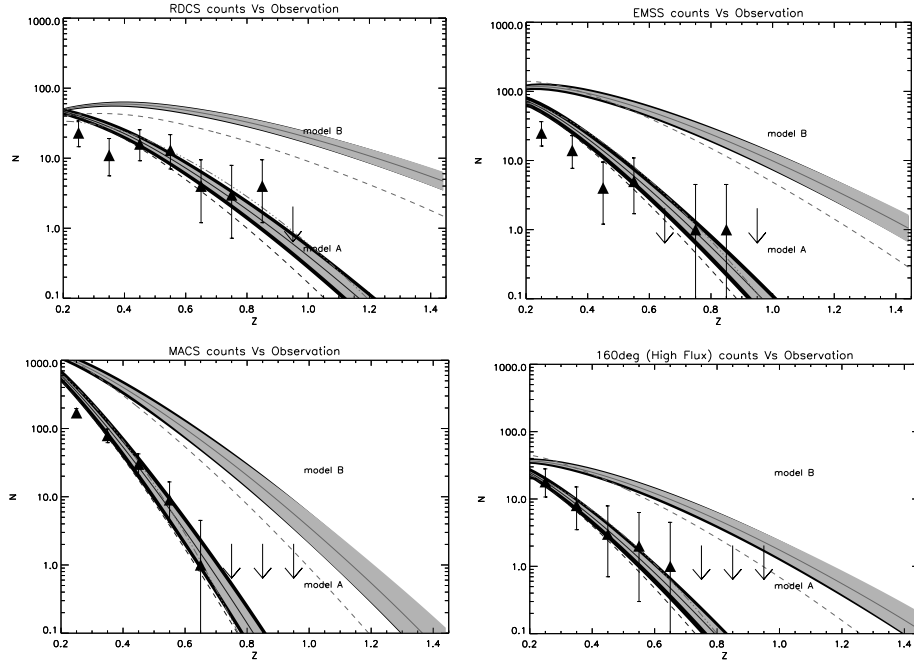 RDCS counts Vs Observation
1000.0
100.0
10.0
1.0
0.1
N
model B
model A
0.2 0.4 0.6 0.8 1.0 1.2 1.4
Z
EMSS counts Vs Observation
1000.0
100.0
10.0
1.0
0.1
N
model B
model A
0.2 0.4 0.6 0.8 1.0 1.2 1.4
Z
MACS counts Vs Observation
1000.0
100.0
10.0
1.0
0.1
N
model B
model A
0.2 0.4 0.6 0.8 1.0 1.2 1.4
Z
160deg (High Flux) counts Vs Observation
1000.0
100.0
10.0
1.0
0.1
N
model B
model A
0.2 0.4 0.6 0.8 1.0 1.2 1.4
Z